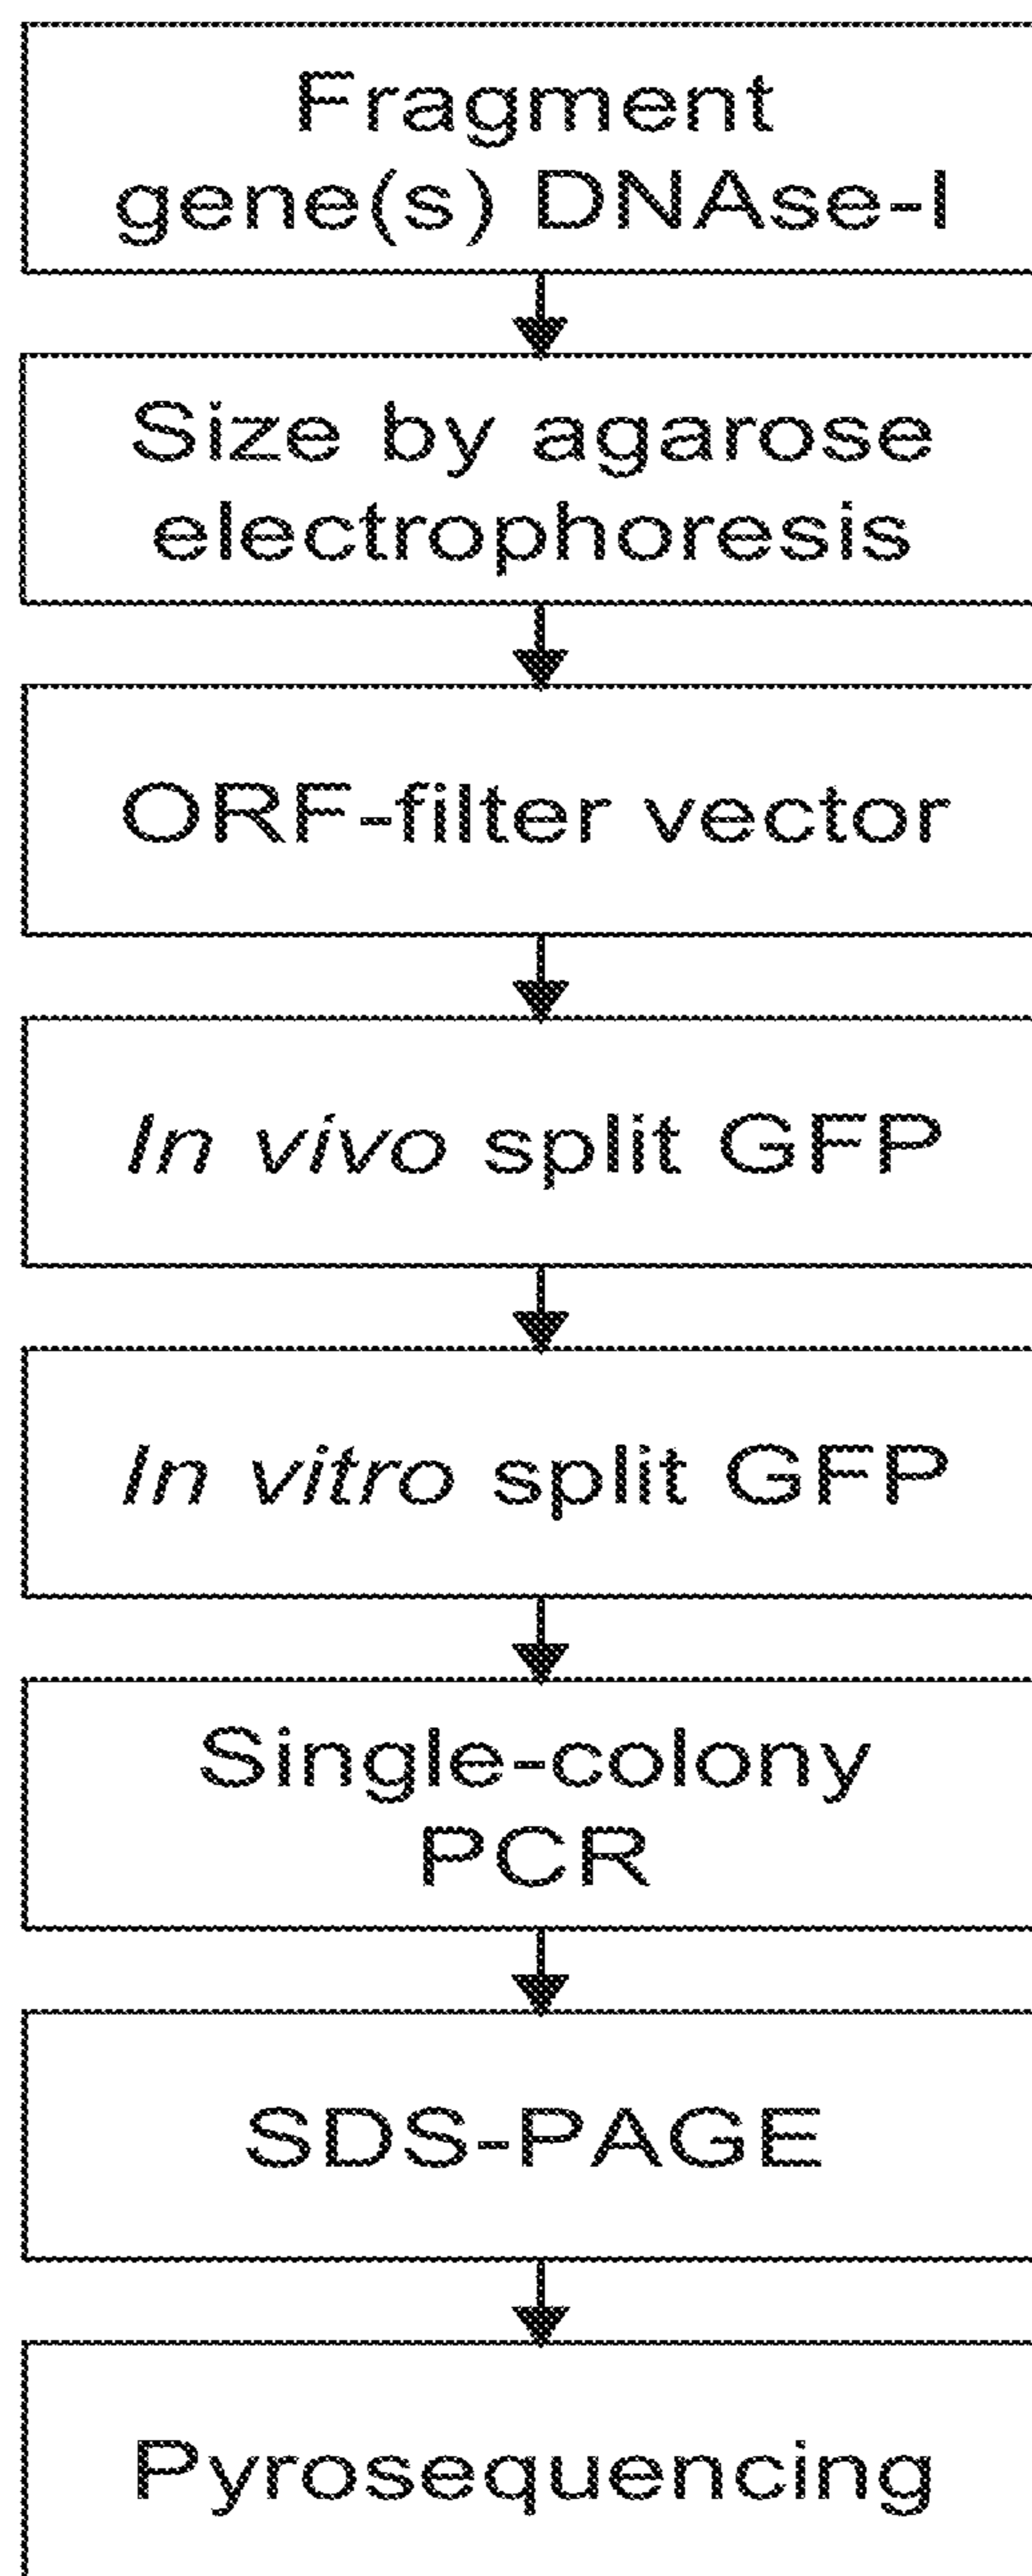 Fragment
gene(s) DNAse-I
Size by agarose
electrophoresis
ORF-filter vector
In vivo split GFP
In vitro split GFP
Single-colony
PCR
SDS-PAGE
Pyrosequencing